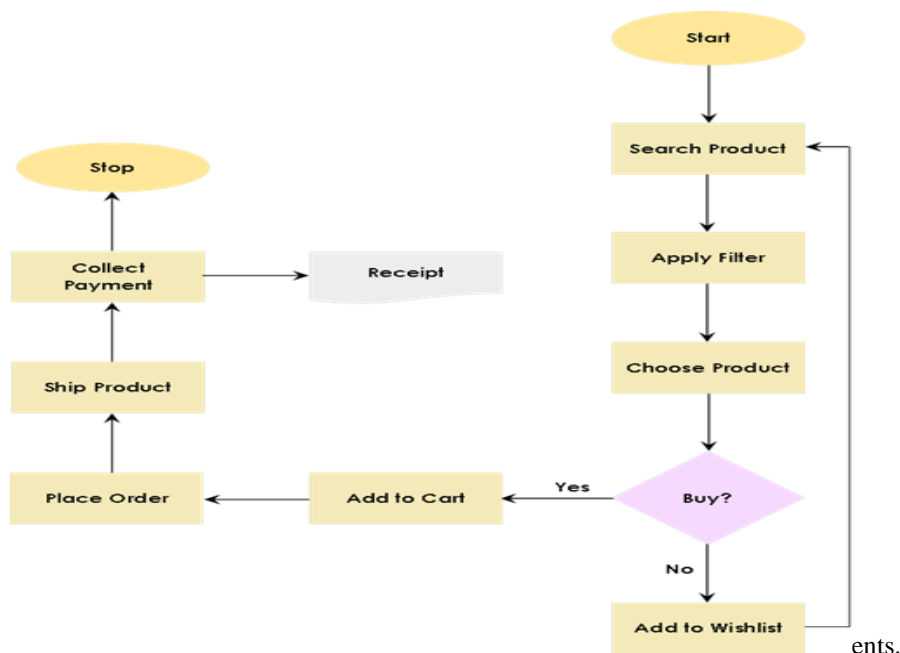 Start
Search Product
Stop
Collect
Payment
Receipt
Apply Filter
Choose Product
Ship Product
Place Order
Add to Cart
Yes
Buy?
No
Add to Wishlist
ents.